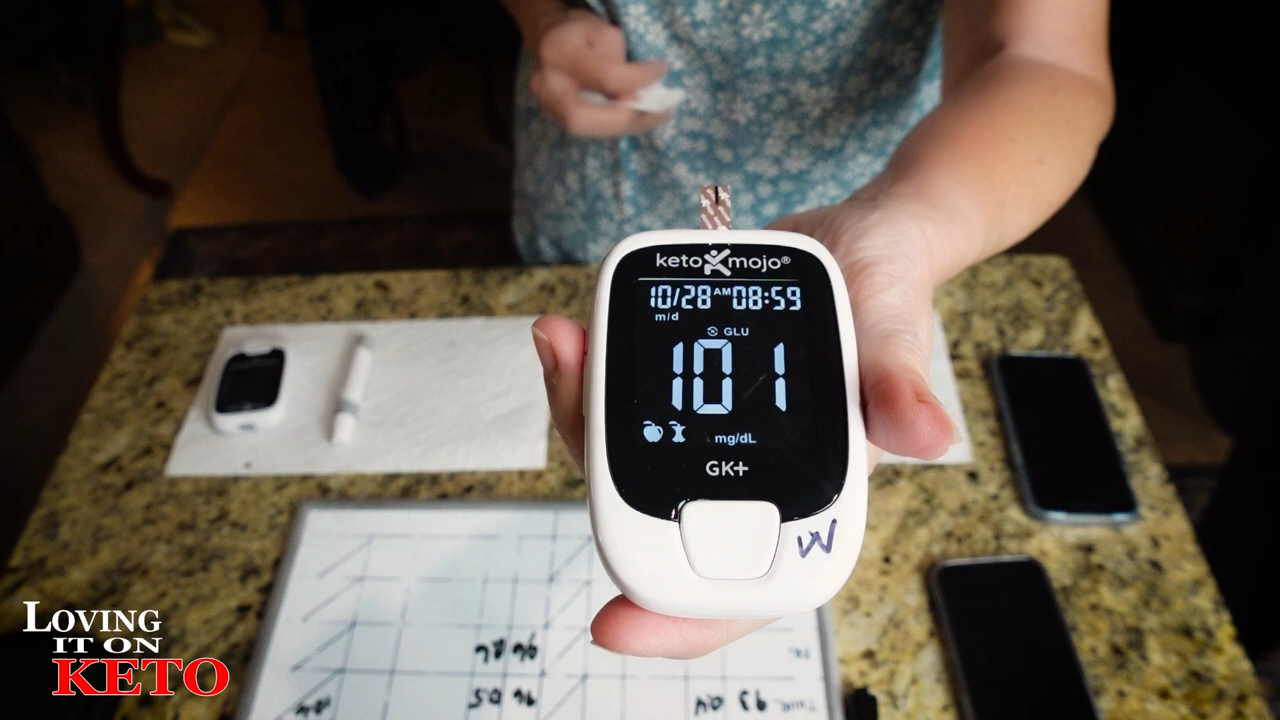 keto mojo®
10/28 AM 08:59
m/d
GLU
101
mg/dL
GK+
W
LOVING
IT ON
KETO